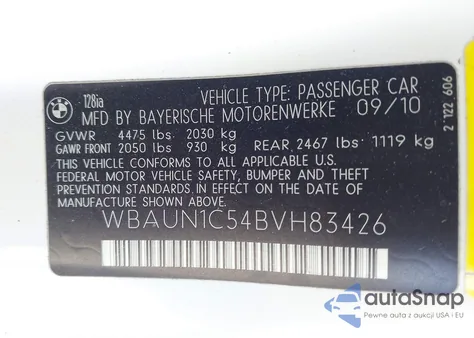 BMW
128ia
VEHICLE TYPE: PASSENGER CAR
MFD BY BAYERISCHE MOTORENWERKE 09/10
GVWR 4475 lbs 2030 kg
GAWR FRONT 2050 lbs 930 kg REAR 2467 lbs 1119 kg
THIS VEHICLE CONFORMS TO ALL APPLICABLE
FEDERAL MOTOR VEHICLE SAFETY, BUMPER AND THEFT
PREVENTION STANDARDS IN EFFECT ON THE DATE OF
MANUFACTURE SHOWN ABOVE.
WBAUN1C54BVH83426
2 122 606
autoSnap
Pewne auta z aukcji USA i EU